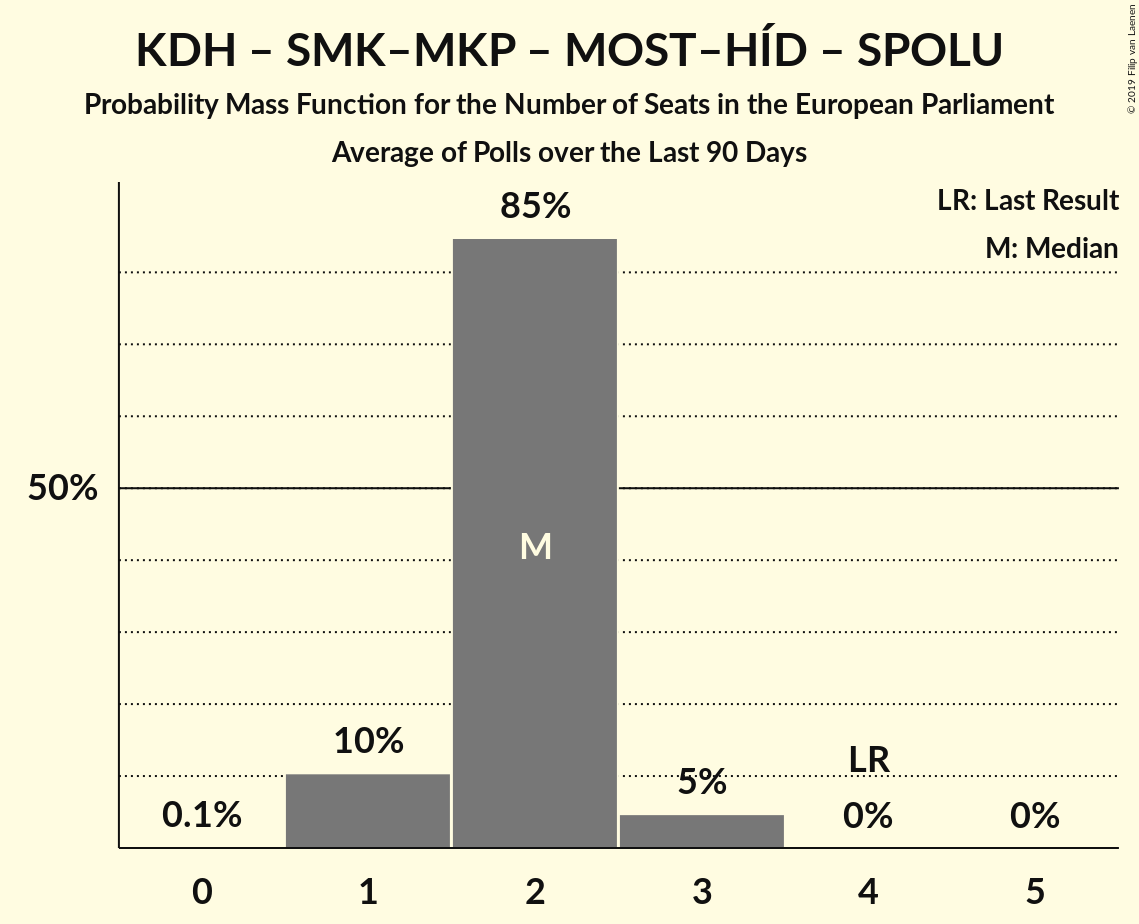 KDH – SMK–MKP – MOST–HÍD – SPOLU
Probability Mass Function for the Number of Seats in the European Parliament
Average of Polls over the Last 90 Days
© 2019 Filip van Laenen
LR: Last Result
M: Median
85%
50%
M
10%
LR
5%
0.1%
0%
0%
0
1
2
3
4
5